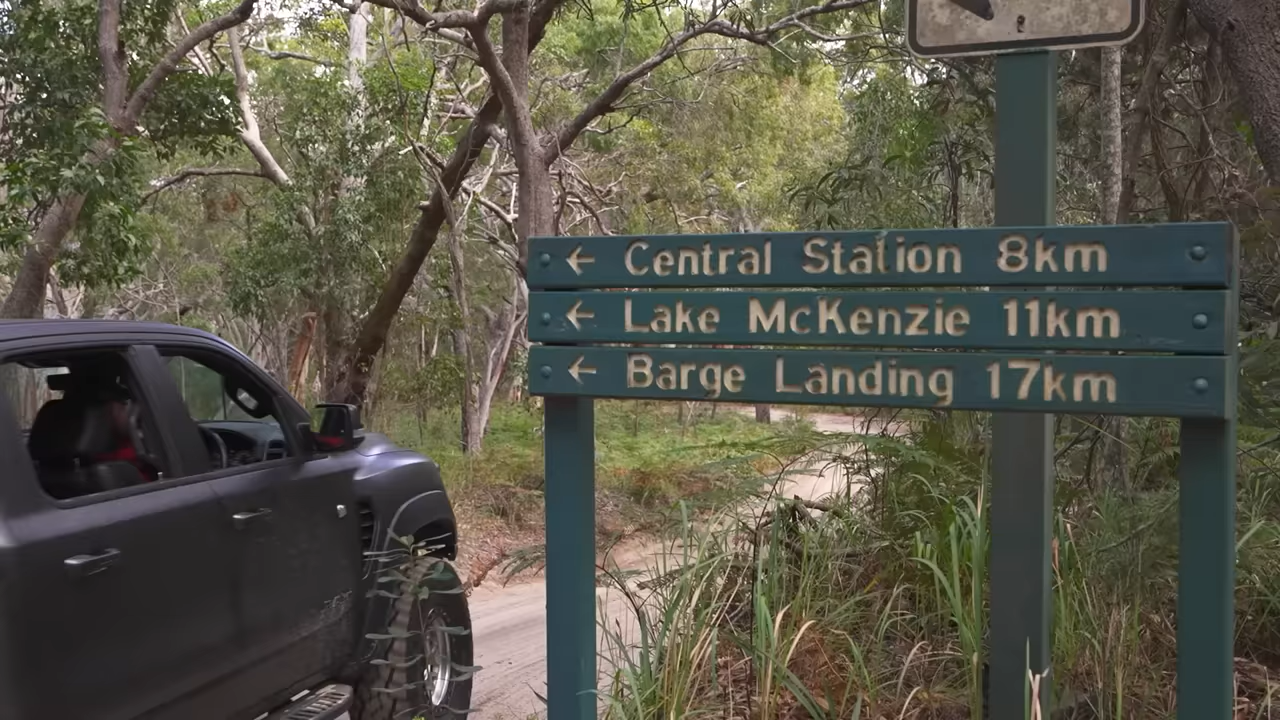 ← Central Station 8km
← Lake McKenzie 11km
← Barge Landing 17km